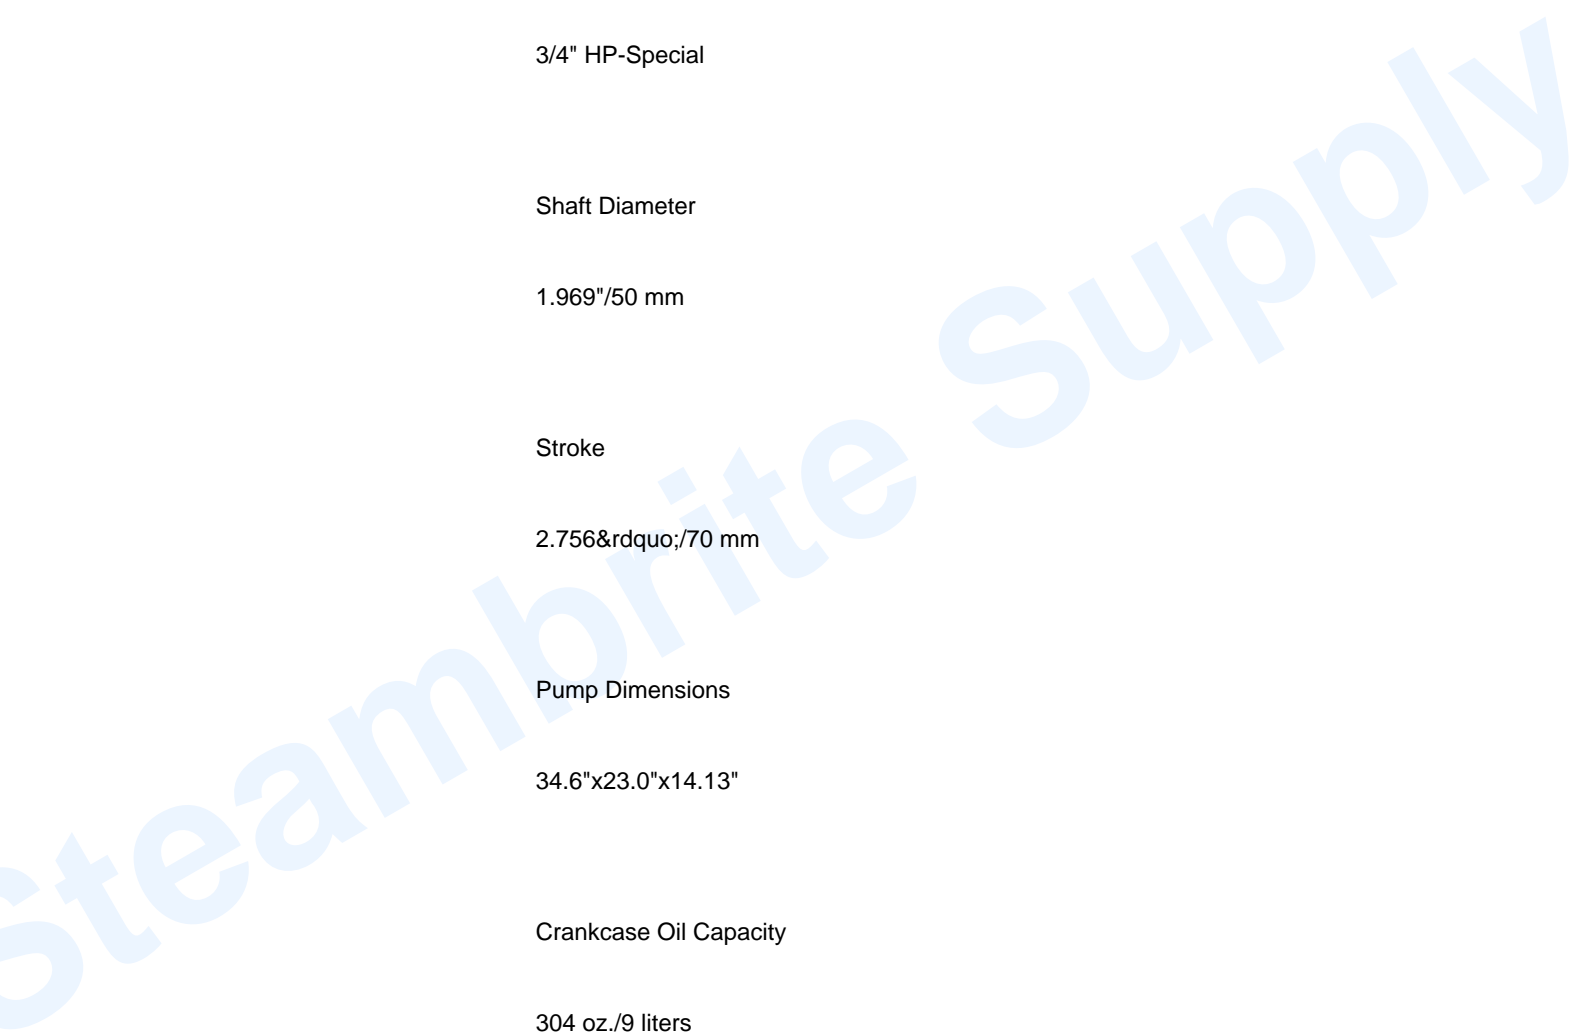 3/4" HP-Special
Shaft Diameter
1.969"/50 mm
Stroke
2.756&rdquo;/70 mm
Pump Dimensions
34.6"x23.0"x14.13"
Crankcase Oil Capacity
304 oz./9 liters
Steambrite Supply